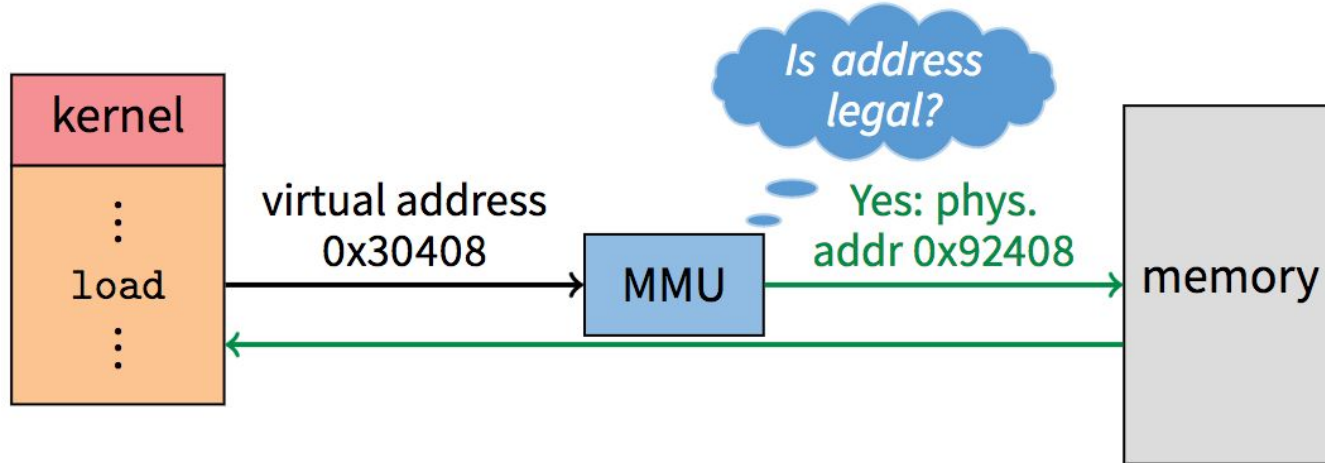 Is address
legal?
kernel
⋮
load
⋮
virtual address
0x30408
MMU
Yes: phys.
addr 0x92408
memory